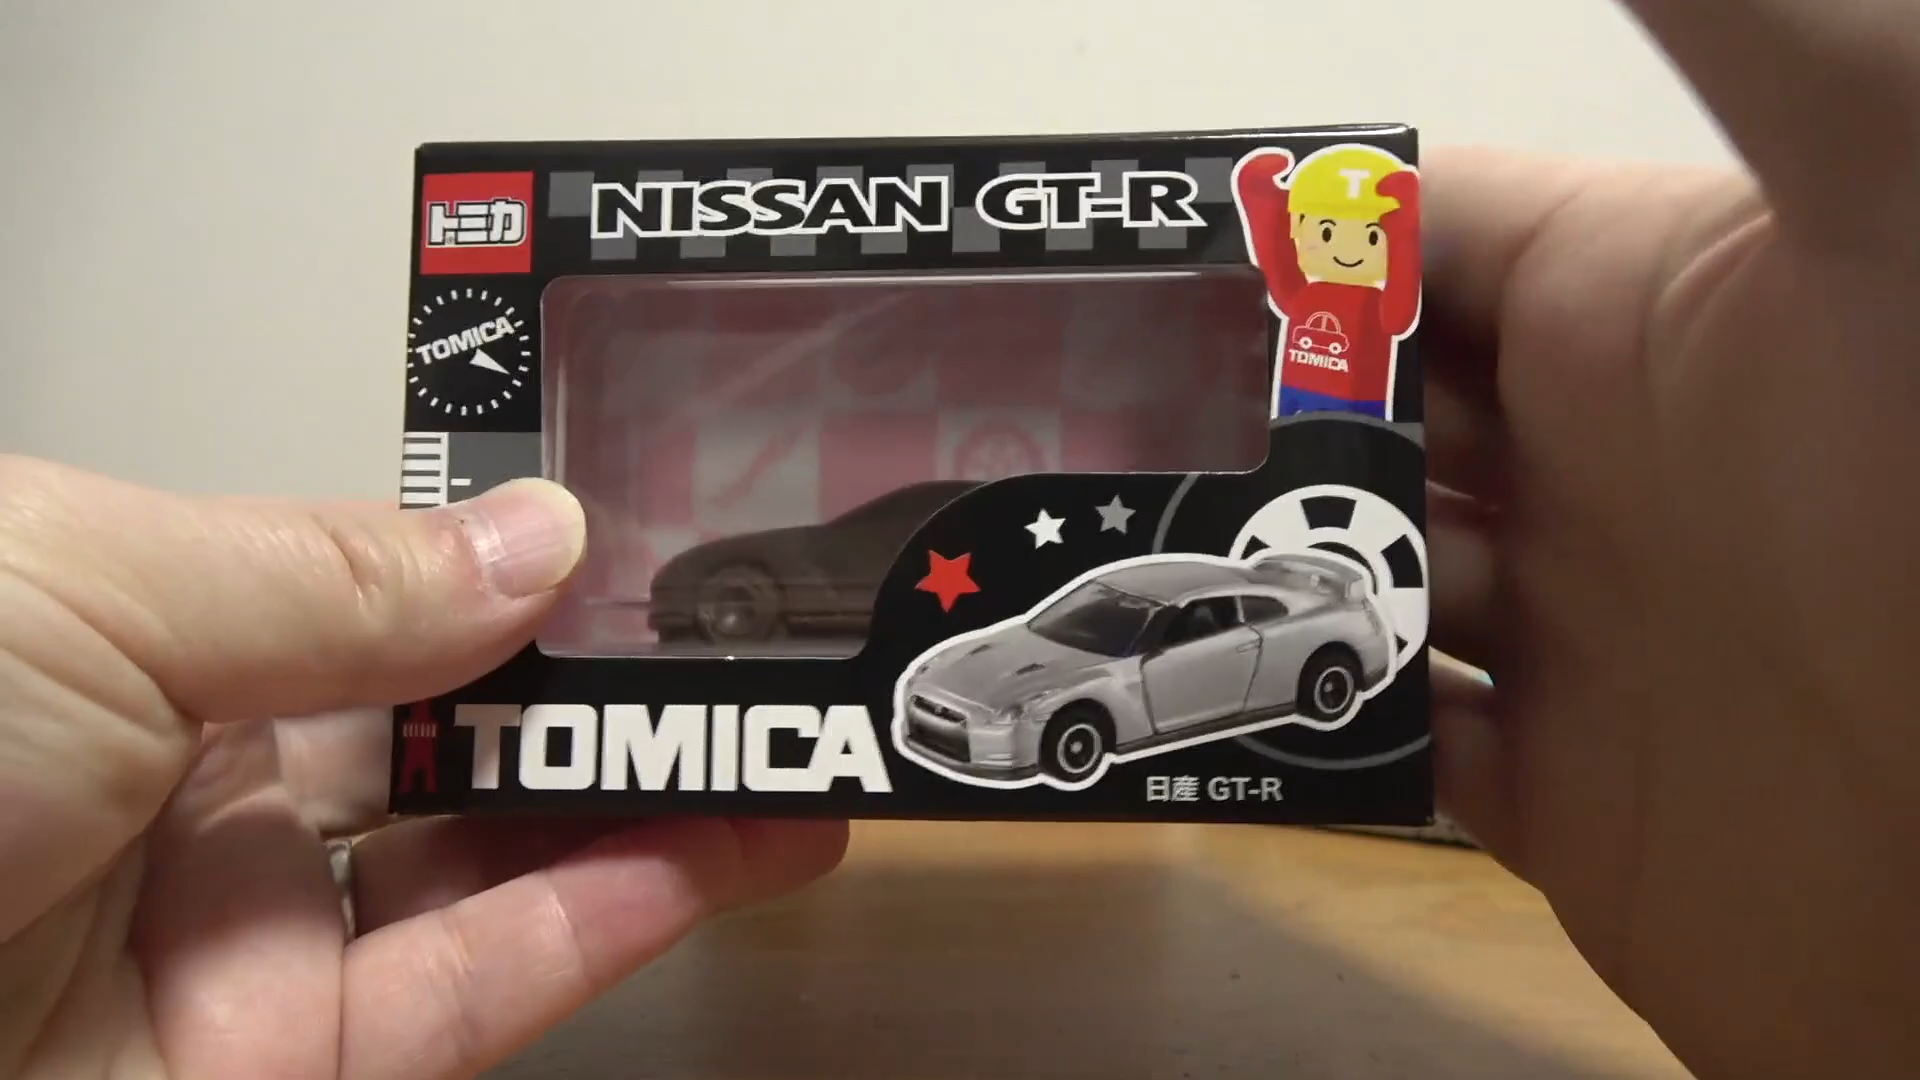 トミカ
NISSAN GT-R
T
TOMICA
TOMICA
TOMICA
日産 GT-R